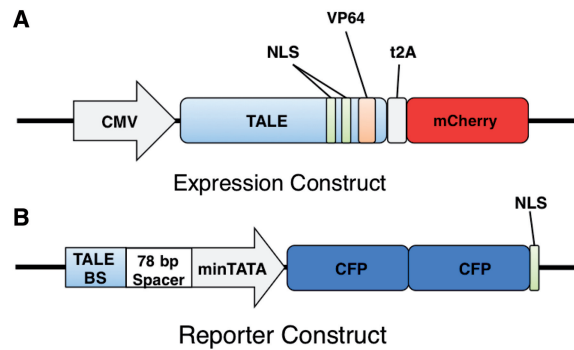 A
VP64
NLS
t2A
CMV
TALE
mCherry
Expression Construct
B
NLS
TALE
BS
78 bp
Spacer
minTATA
CFP
CFP
Reporter Construct